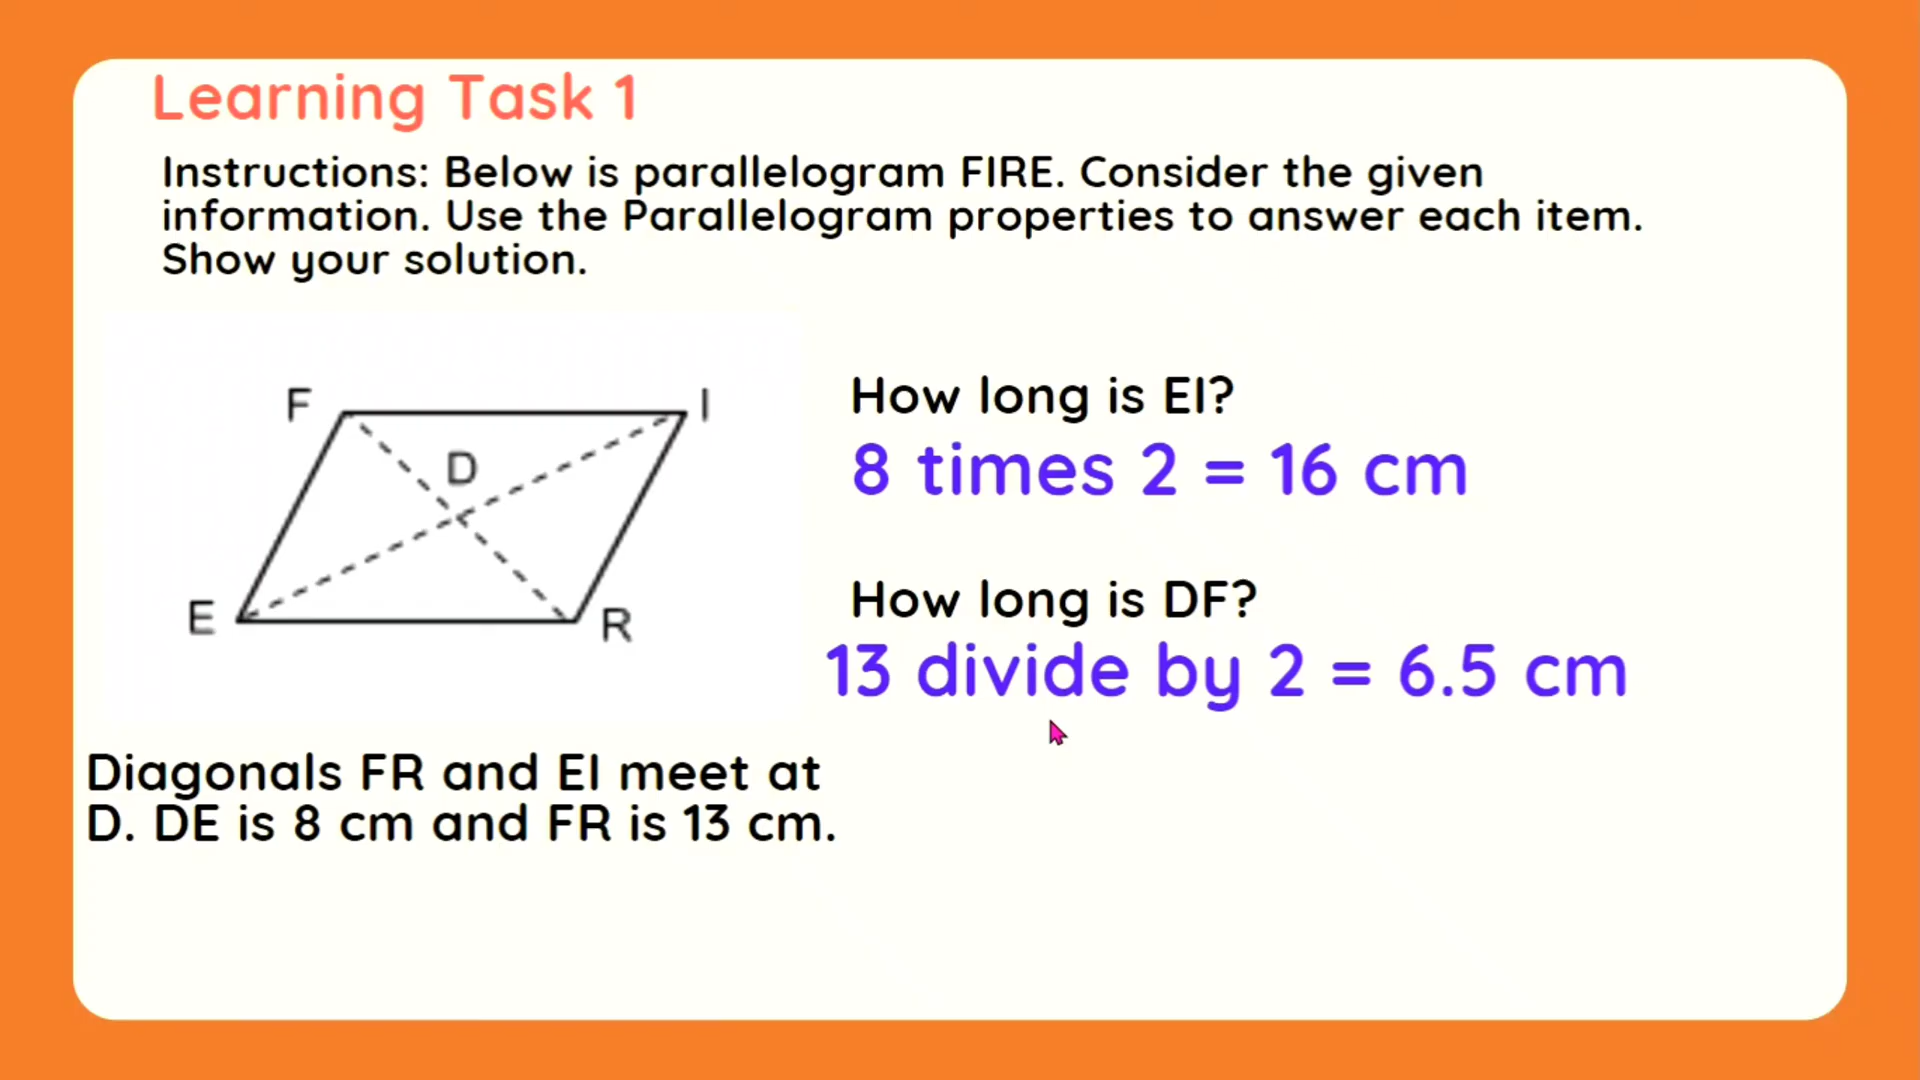 Learning Task 1
Instructions: Below is parallelogram FIRE. Consider the given
information. Use the Parallelogram properties to answer each item.
Show your solution.
F
I
D
E
R
How long is EI?
8 times 2 = 16 cm
How long is DF?
13 divide by 2 = 6.5 cm
Diagonals FR and EI meet at
D. DE is 8 cm and FR is 13 cm.